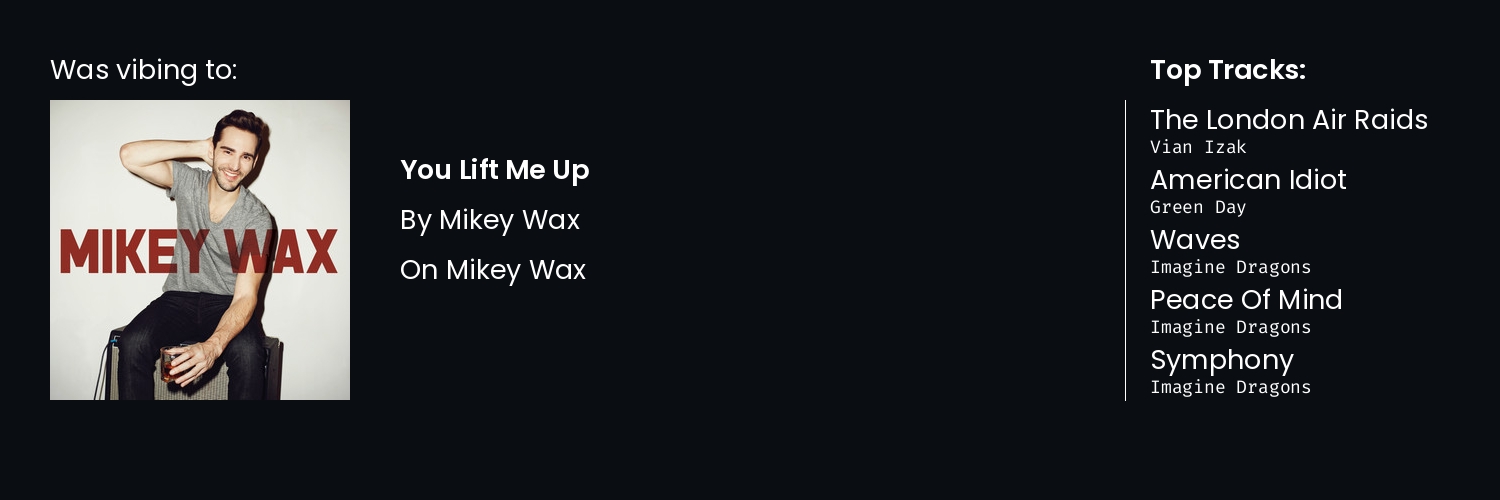 Was vibing to:
MIKEY WAX
You Lift Me Up
By Mikey Wax
On Mikey Wax
Top Tracks:
The London Air Raids
Vian Izak
American Idiot
Green Day
Waves
Imagine Dragons
Peace Of Mind
Imagine Dragons
Symphony
Imagine Dragons